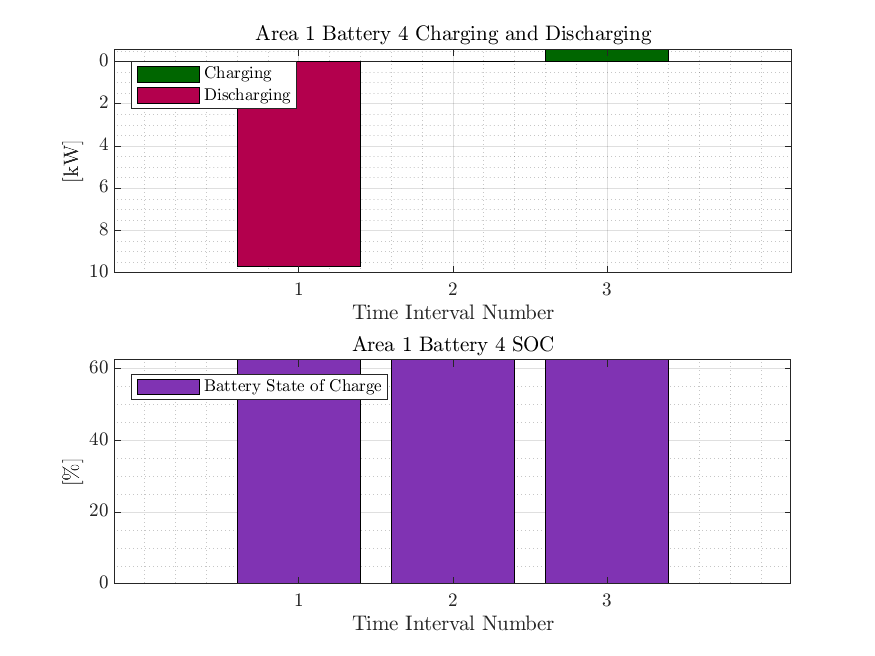 Area 1 Battery 4 Charging and Discharging
0
2
4
6
8
10
[kW]
Charging
Discharging
1 2 3
Time Interval Number
Area 1 Battery 4 SOC
60
40
20
0
[%]
Battery State of Charge
1 2 3
Time Interval Number